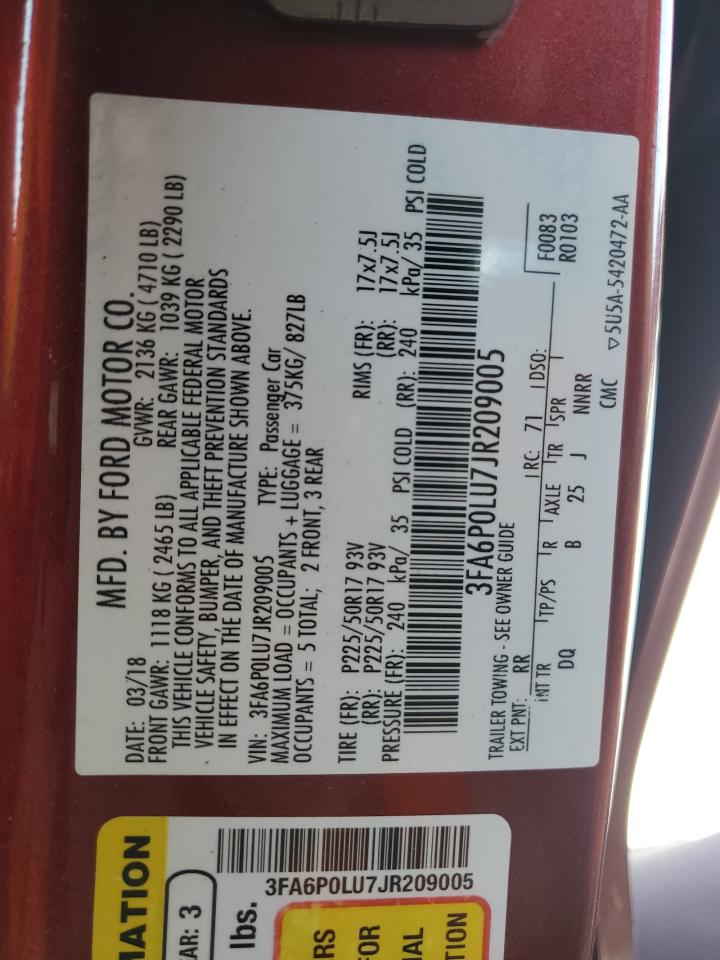 MFD. BY FORD MOTOR CO.
DATE: 03/18 GVWR: 2136 KG ( 4710 LB)
FRONT GAWR: 1118 KG ( 2465 LB) REAR GAWR: 1039 KG ( 2290 LB)
THIS VEHICLE CONFORMS TO ALL APPLICABLE FEDERAL MOTOR
VEHICLE SAFETY, BUMPER, AND THEFT PREVENTION STANDARDS
IN EFFECT ON THE DATE OF MANUFACTURE SHOWN ABOVE.
VIN: 3FA6P0LU7JR209005 TYPE: Passenger Car
MAXIMUM LOAD = OCCUPANTS + LUGGAGE = 375KG/ 827LB
OCCUPANTS = 5 TOTAL; 2 FRONT, 3 REAR
TIRE (FR): P225/50R17 93V RIMS (FR): 17x7.5J
(RR): P225/50R17 93V (RR): 17x7.5J
PRESSURE (FR): 240 kPa/ 35 PSI COLD (RR): 240 kPa/ 35 PSI COLD
3FA6P0LU7JR209005
TRAILER TOWING - SEE OWNER GUIDE
EXT PNT: RR RC: 71 DSO: F0083
R0103
INT TR TP/PS R AXLE TR SPR
DQ B 25 J NNRR
CMC ▽5U5A-5420472-AA
MATION
AR: 3
lbs.
3FA6P0LU7JR209005
RS
FOR
AL
TION